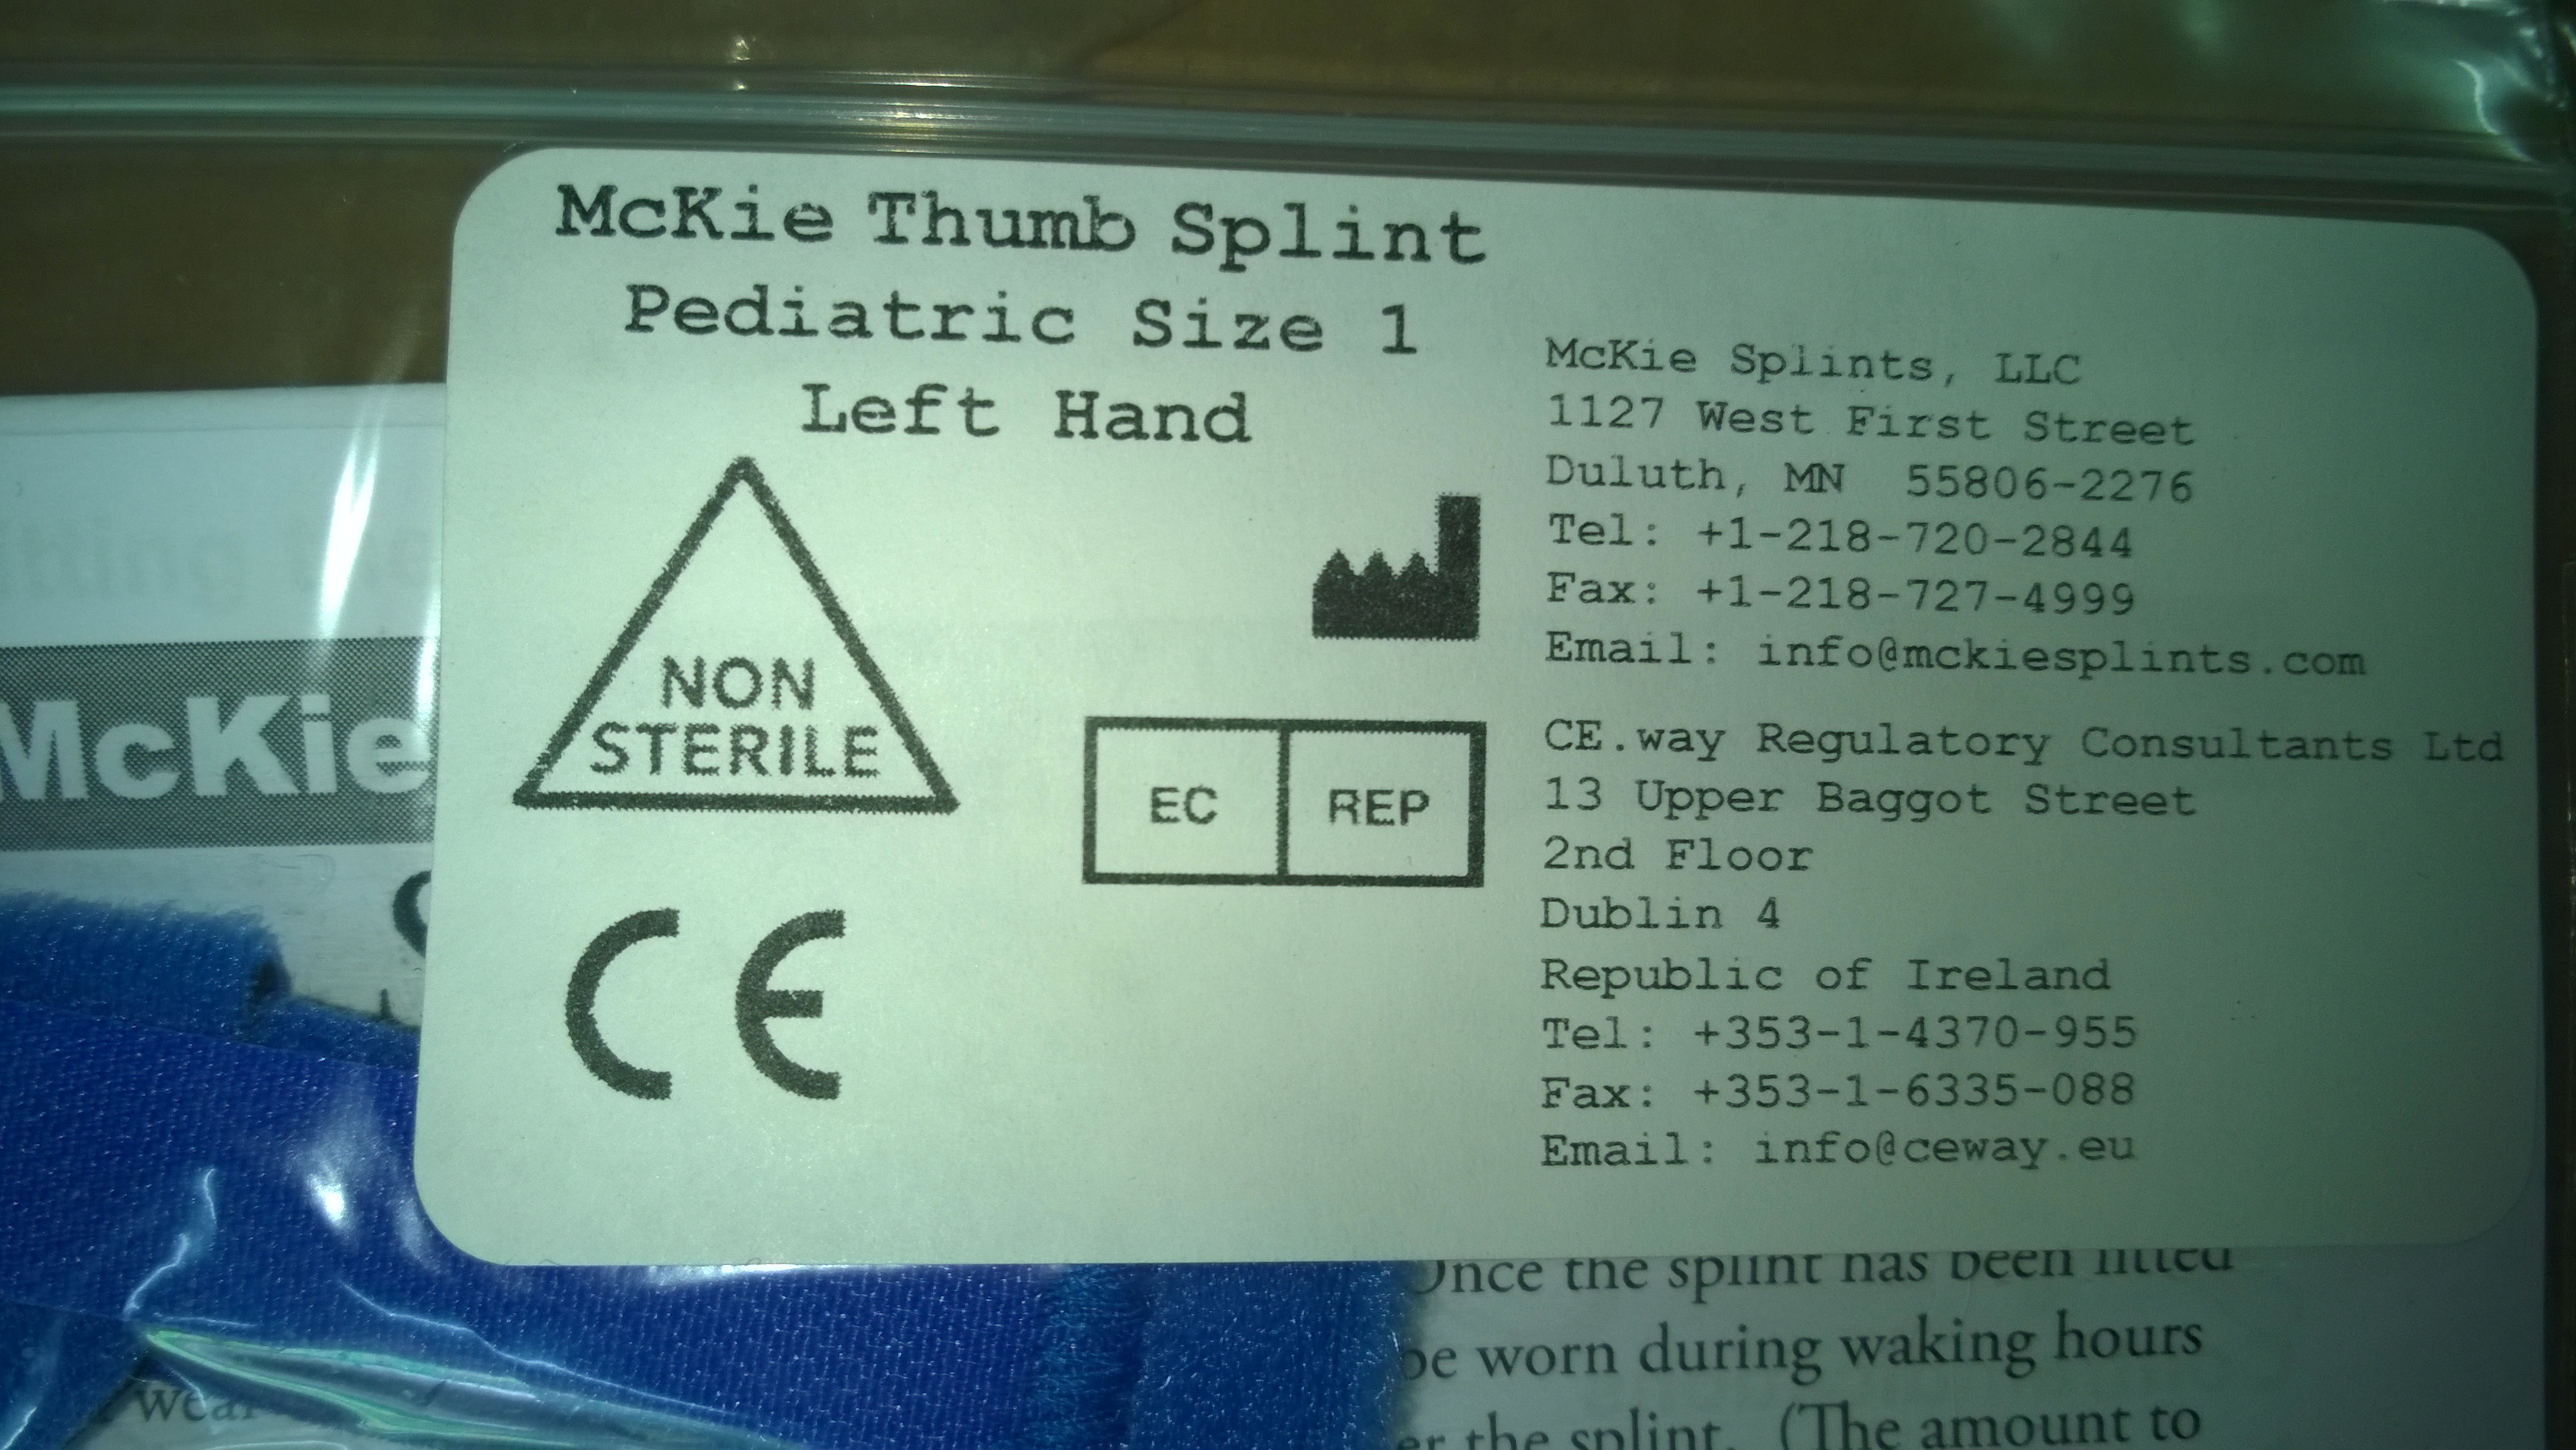 McKie Thumb Splint
Pediatric Size 1
Left Hand
NON
STERILE
EC REP
CE
McKie Splints, LLC
1127 West First Street
Duluth, MN 55806-2276
Tel: +1-218-720-2844
Fax: +1-218-727-4999
Email: info@mckiesplints.com
CE.way Regulatory Consultants Ltd
13 Upper Baggot Street
2nd Floor
Dublin 4
Republic of Ireland
Tel: +353-1-4370-955
Fax: +353-1-6335-088
Email: info@ceway.eu
McKie
Once the splint has been fitted
be worn during waking hours
the splint. (The amount to
wear